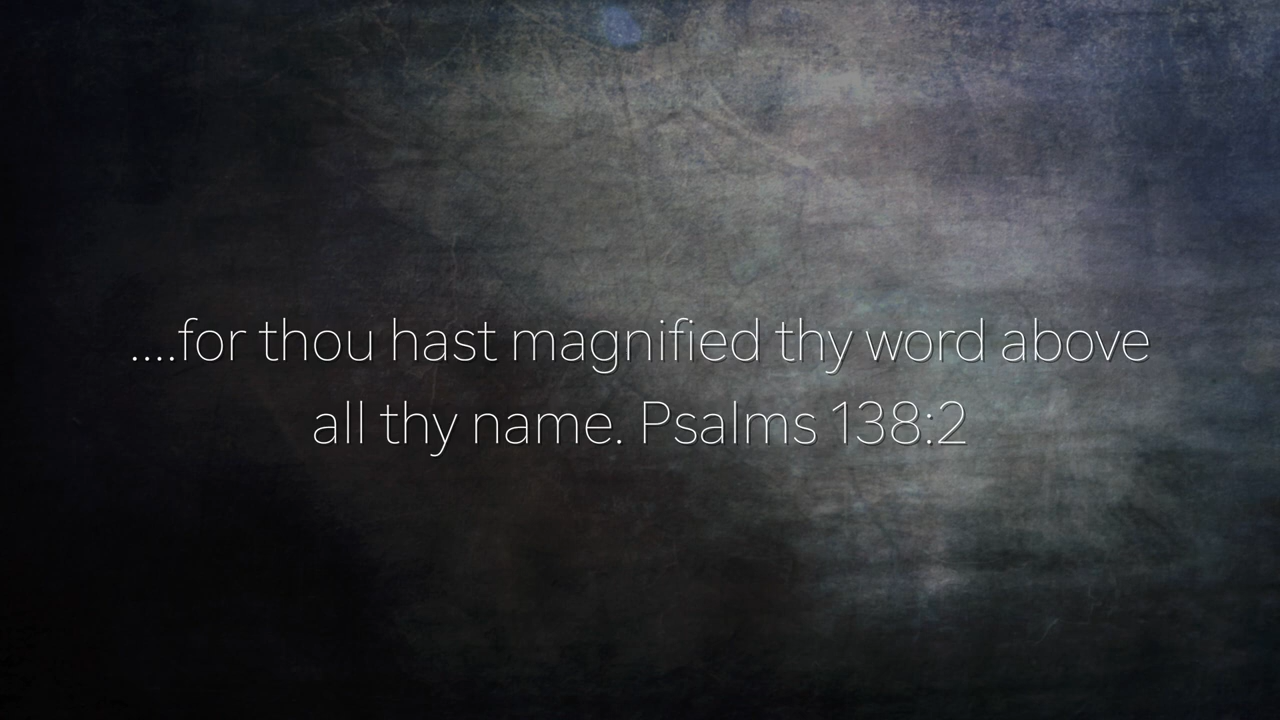 ....for thou hast magnified thy word above
all thy name. Psalms 138:2